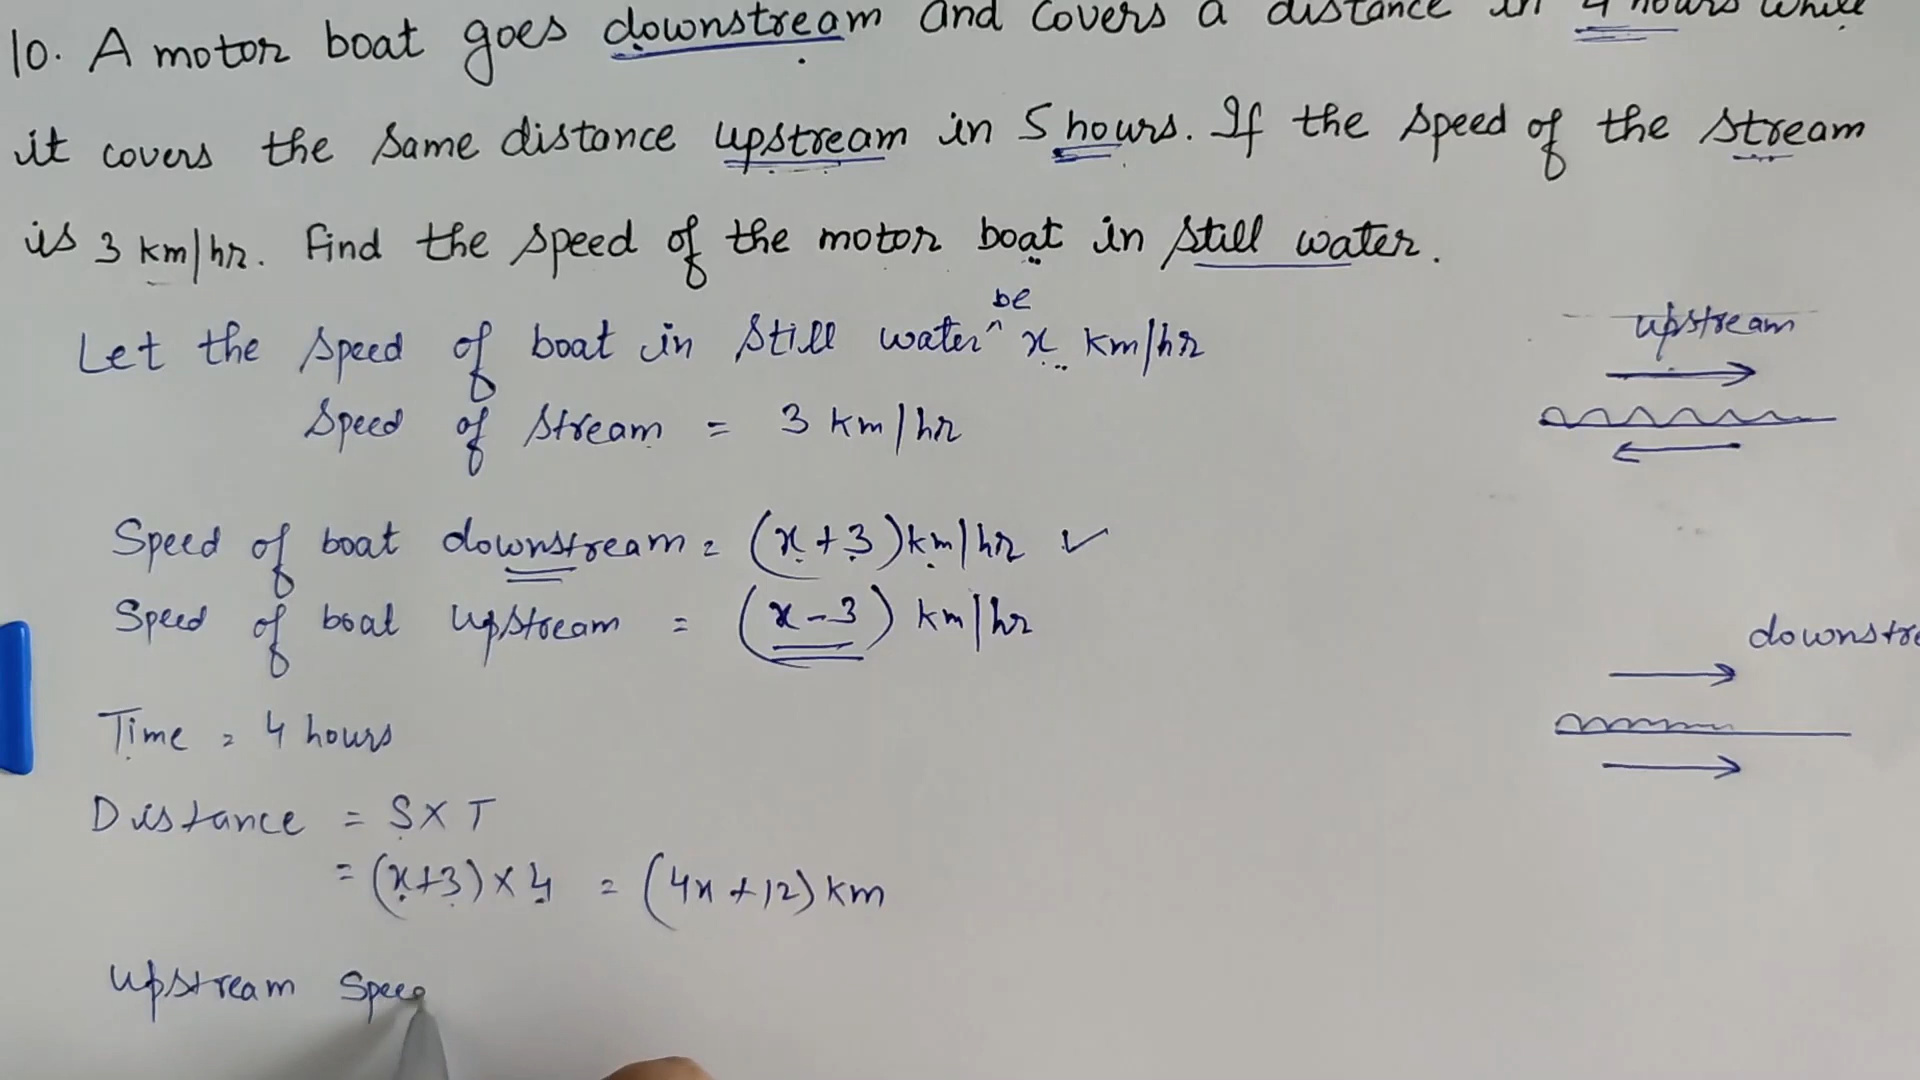 10. A motor boat goes downstream and covers a distance in 4 hours while
it covers the same distance upstream in 5 hours. If the speed of the stream
is 3 km/hr. Find the speed of the motor boat in still water.
be
Let the speed of boat in still water ^ x km/hr
upstream
Speed of stream = 3 km/hr
Speed of boat downstream = (x+3) km/hr ✓
Speed of boat upstream = (x-3) km/hr
downstre
Time = 4 hours
Distance = S×T
= (x+3)×4 = (4x+12) km
Upstream Speed